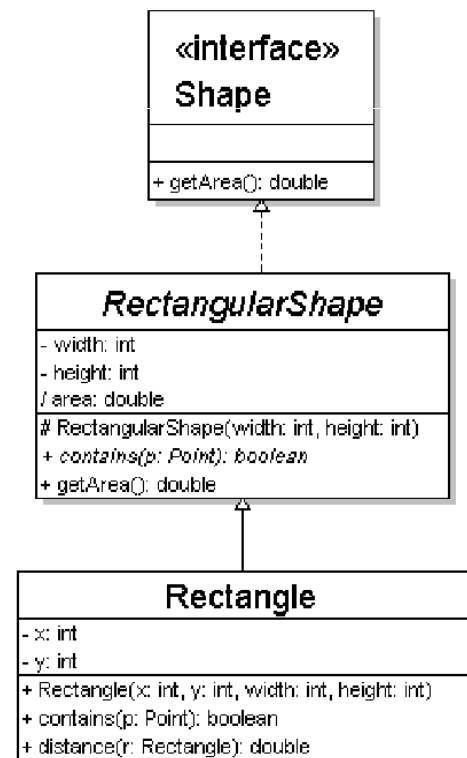 «interface»
Shape
+ getArea(): double
RectangularShape
- width: int
- height: int
/ area: double
# RectangularShape(width: int, height: int)
+ contains(p: Point): boolean
+ getArea(): double
Rectangle
- x: int
- y: int
+ Rectangle(x: int, y: int, width: int, height: int)
+ contains(p: Point): boolean
+ distance(r: Rectangle): double